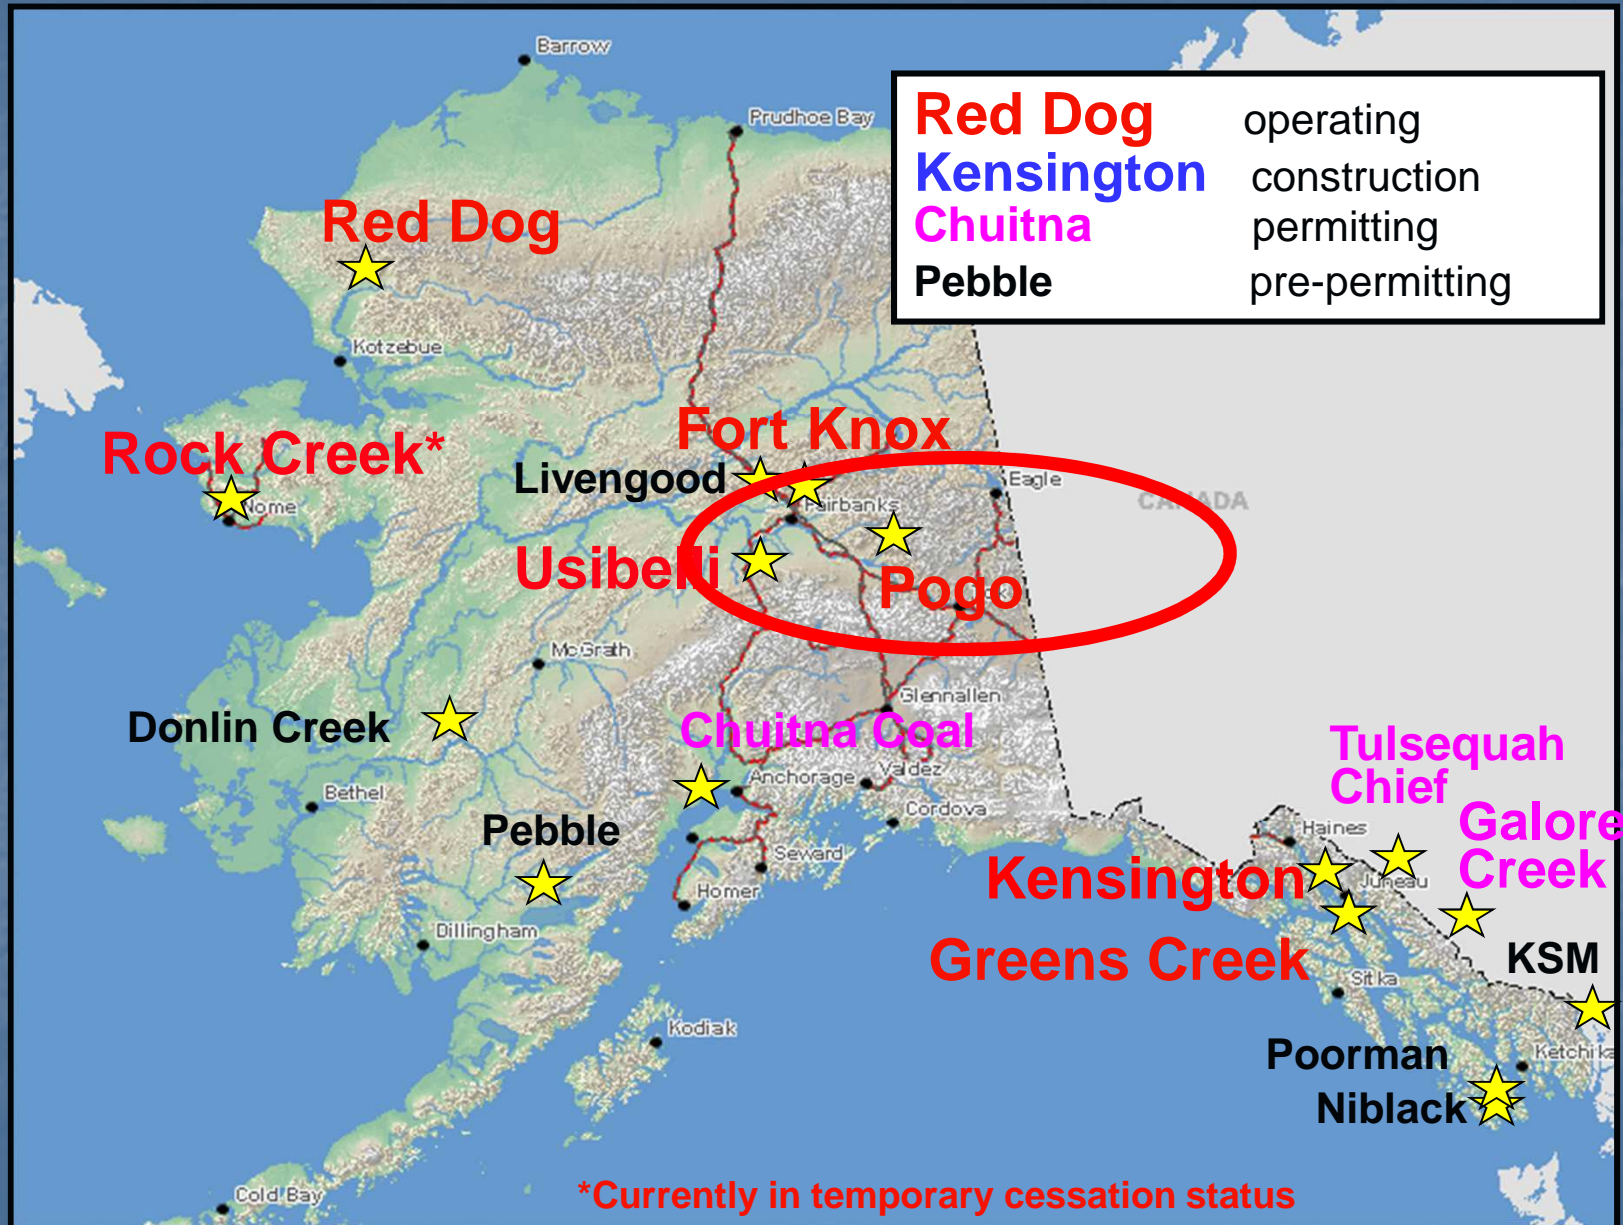 Barrow
Prudhoe Bay
Red Dog operating
Kensington construction
Chuitna permitting
Pebble pre-permitting
Red Dog
Kotzebue
Fort Knox
Rock Creek*
Livengood
Nome
Fairbanks
Eagle
CANADA
Usibelli
Pogo
McGrath
Glennallen
Donlin Creek
Chuitna Coal
Tulsequah
Chief
Anchorage
Valdez
Bethel
Cordova
Pebble
Haines
Galore
Creek
Seward
Kensington
Juneau
Homer
Dillingham
Greens Creek
KSM
Sitka
Kodiak
Poorman
Ketchika
Niblack
Cold Bay
*Currently in temporary cessation status